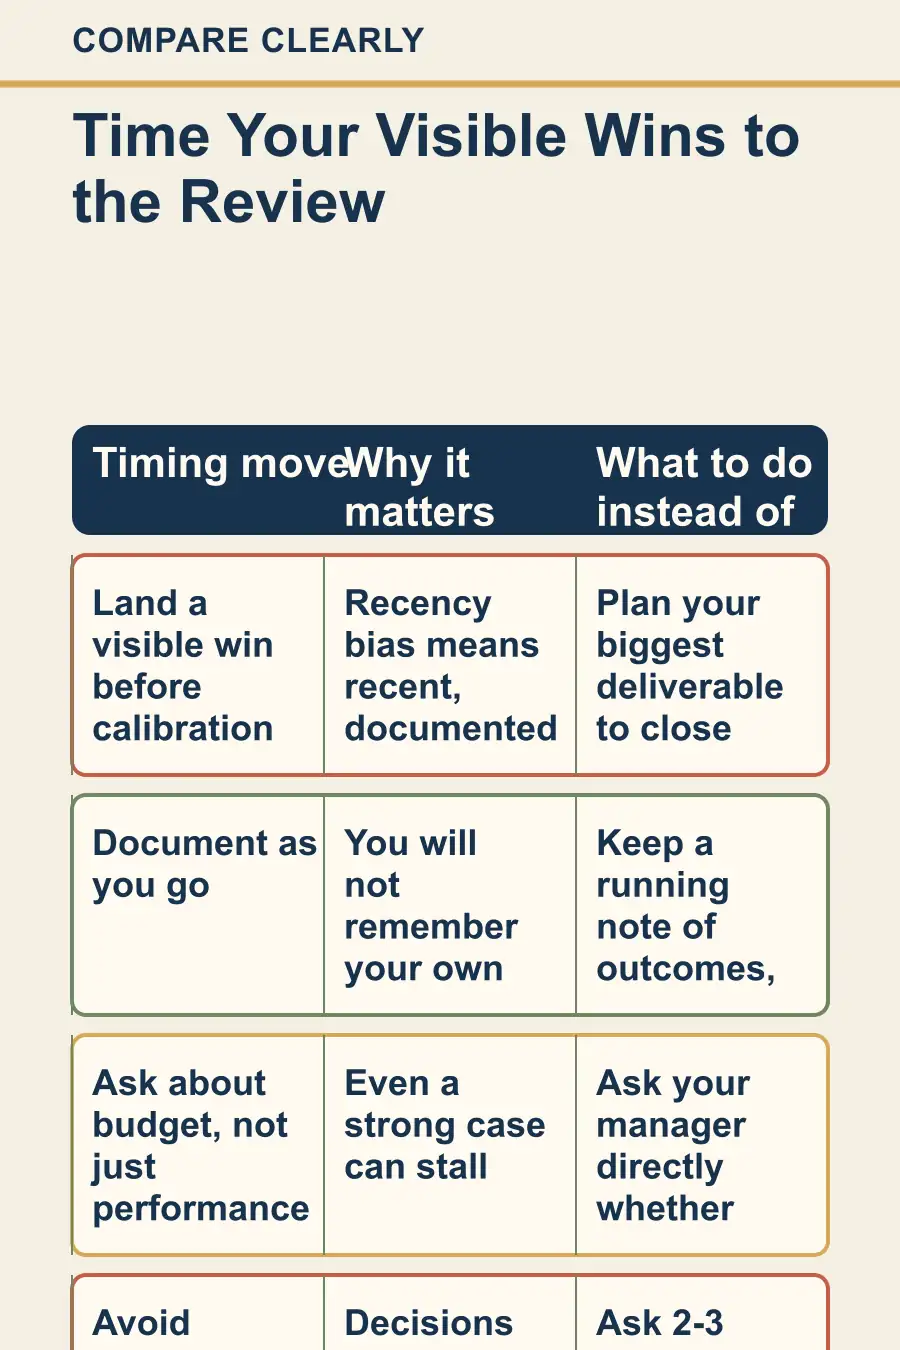 COMPARE CLEARLY
Time Your Visible Wins to
the Review
Timing move
Why it
matters
What to do
instead of
Land a
visible win
before
calibration
Recency
bias means
recent,
documented
Plan your
biggest
deliverable
to close
Document as
you go
You will
not
remember
your own
Keep a
running
note of
outcomes,
Ask about
budget, not
just
performance
Even a
strong case
can stall
Ask your
manager
directly
whether
Avoid
Decisions
Ask 2-3